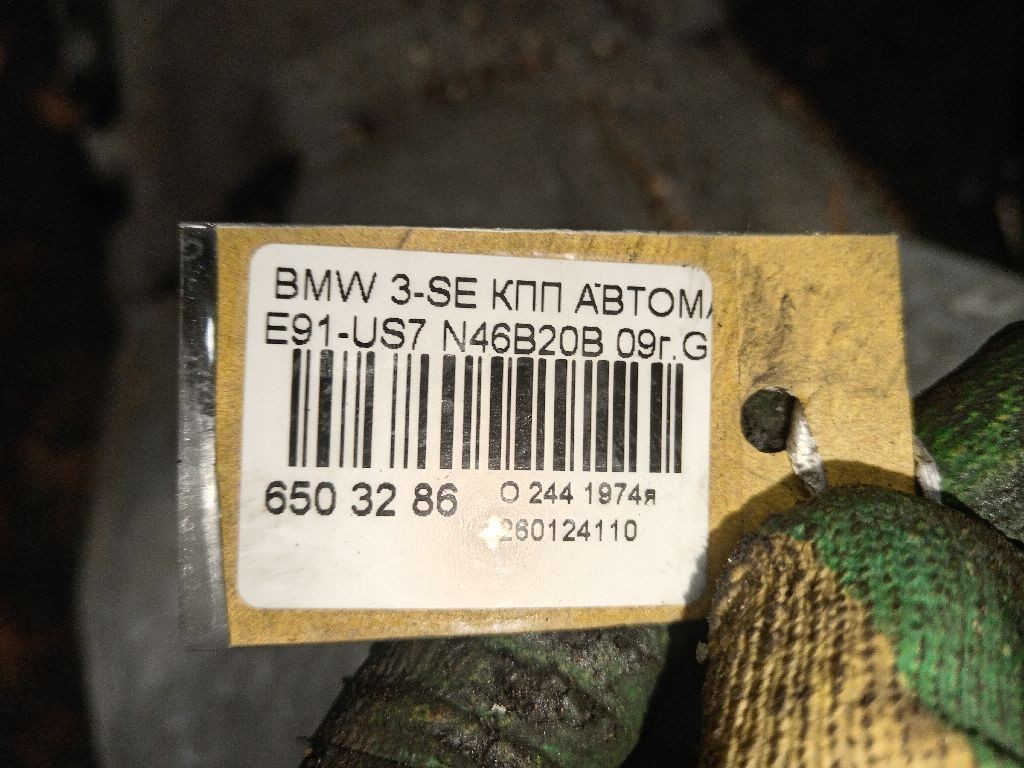 BMW 3-SE КПП АВТОМА
E91-US7 N46B20B 09г.G
650 32 86
О 244 1974я
260124110